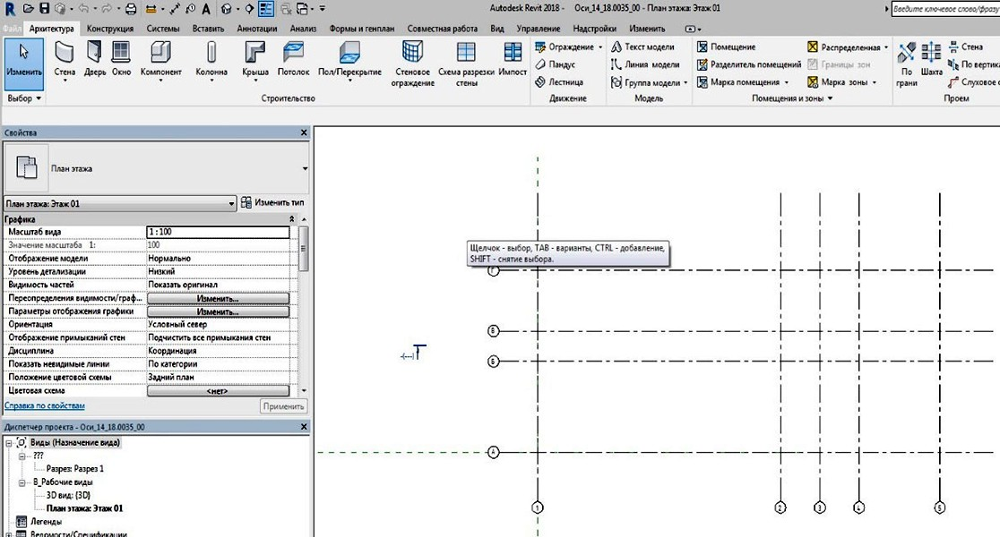 Autodesk Revit 2018 - Оси_14_18.0035_00 - План этажа: Этаж 01
Введите ключевое слово/фразу
Файл Архитектура Конструкция Системы Вставить Аннотации Анализ Формы и генплан Совместная работа Вид Управление Надстройки Изменить
Изменить
Стена
Дверь
Окно
Компонент
Колонна
Крыша
Потолок
Пол/Перекрытие
Стеновое ограждение
Схема разрезки стены
Импост
Ограждение
Пандус
Лестница
Текст модели
Линия модели
Группа модели
Помещение
Разделитель помещений
Марка помещения
Распределенная
Границы зон
Марка зоны
По грани
Шахта
Стена
По вертика
Слуховое о
Выбор
Строительство
Движение
Модель
Помещения и зоны
Проем
Свойства
План этажа
План этажа: Этаж 01
Изменить тип
Графика
Масштаб вида 1 : 100
Значение масштаба 1: 100
Отображение модели Нормально
Уровень детализации Низкий
Видимость частей Показать оригинал
Переопределения видимости/граф... Изменить...
Параметры отображения графики Изменить...
Ориентация Условный север
Отображение примыканий стен Подчистить все примыкания стен
Дисциплина Координация
Показать невидимые линии По категории
Положение цветовой схемы Задний план
Цветовая схема <нет>
Справка по свойствам
Применить
Диспетчер проекта - Оси_14_18.0035_00
Виды (Назначение вида)
???
Разрез: Разрез 1
В_Рабочие виды
3D вид: {3D}
План этажа: Этаж 01
Легенды
Ведомости/Спецификации
Щелчок - выбор, TAB - варианты, CTRL - добавление,
SHIFT - снятие выбора.
Г
В
Б
А
1 2 3 4 5